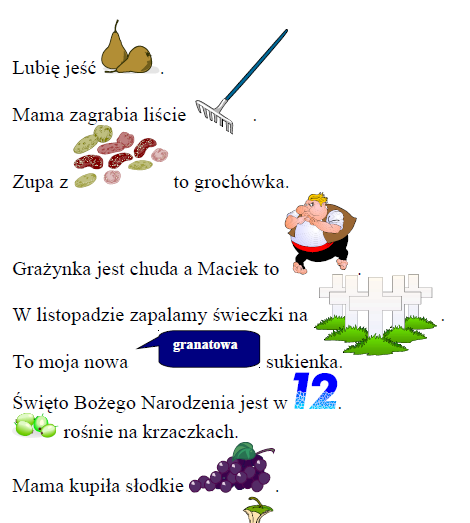 Lubię jeść .
Mama zagrabia liście .
Zupa z to grochówka.
Grażynka jest chuda a Maciek to .
W listopadzie zapalamy świeczki na .
To moja nowa granatowa sukienka.
Święto Bożego Narodzenia jest w 12.
rośnie na krzaczkach.
Mama kupiła słodkie .